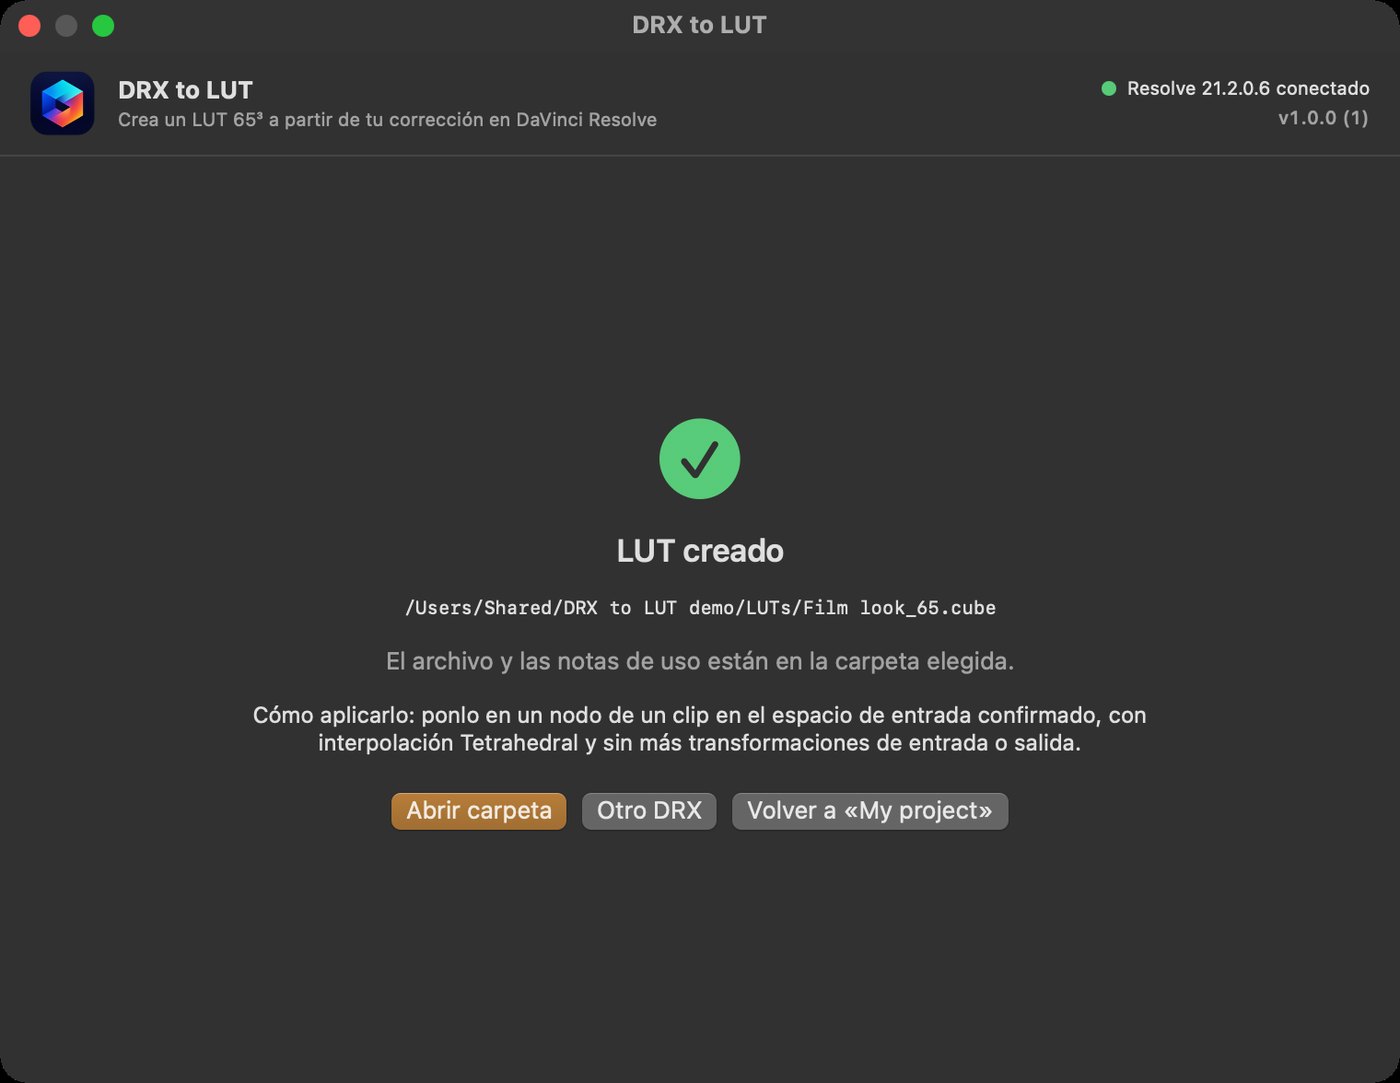 DRX to LUT
DRX to LUT
Crea un LUT 65³ a partir de tu corrección en DaVinci Resolve
Resolve 21.2.0.6 conectado
v1.0.0 (1)
LUT creado
/Users/Shared/DRX to LUT demo/LUTs/Film look_65.cube
El archivo y las notas de uso están en la carpeta elegida.
Cómo aplicarlo: ponlo en un nodo de un clip en el espacio de entrada confirmado, con
interpolación Tetrahedral y sin más transformaciones de entrada o salida.
Abrir carpeta
Otro DRX
Volver a «My project»